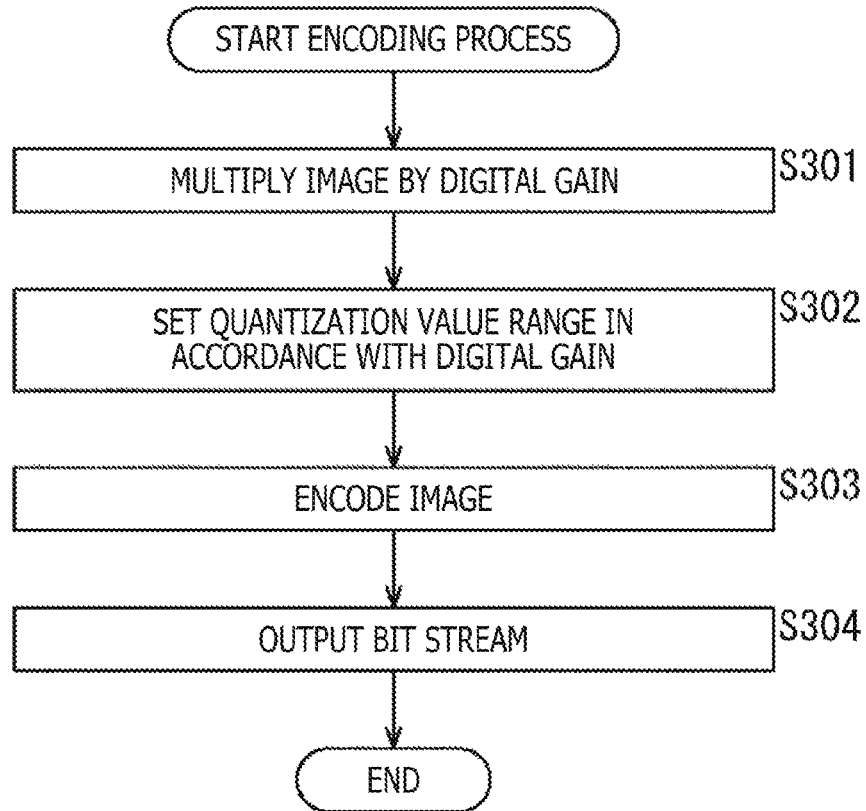 START ENCODING PROCESS
MULTIPLY IMAGE BY DIGITAL GAIN
S301
SET QUANTIZATION VALUE RANGE IN
ACCORDANCE WITH DIGITAL GAIN
S302
ENCODE IMAGE
S303
OUTPUT BIT STREAM
S304
END